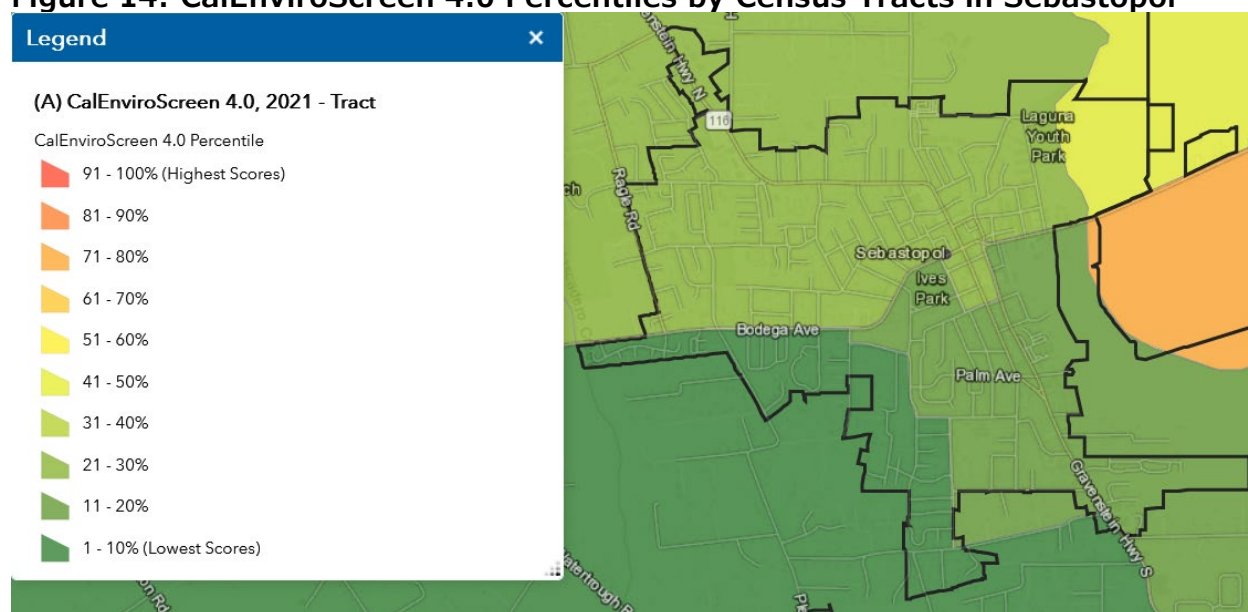 Figure 14: CalEnviroScreen 4.0 Percentiles by Census Tracts in Sebastopol
Legend
×
(A) CalEnviroScreen 4.0, 2021 - Tract
CalEnviroScreen 4.0 Percentile
91 - 100% (Highest Scores)
81 - 90%
71 - 80%
61 - 70%
51 - 60%
41 - 50%
31 - 40%
21 - 30%
11 - 20%
1 - 10% (Lowest Scores)
Hwy N
116
Laguna
Youth
Park
Ragle Rd
Sebastopol
Ives
Park
Bodega Ave
Palm Ave
Gravenstein Hwy S